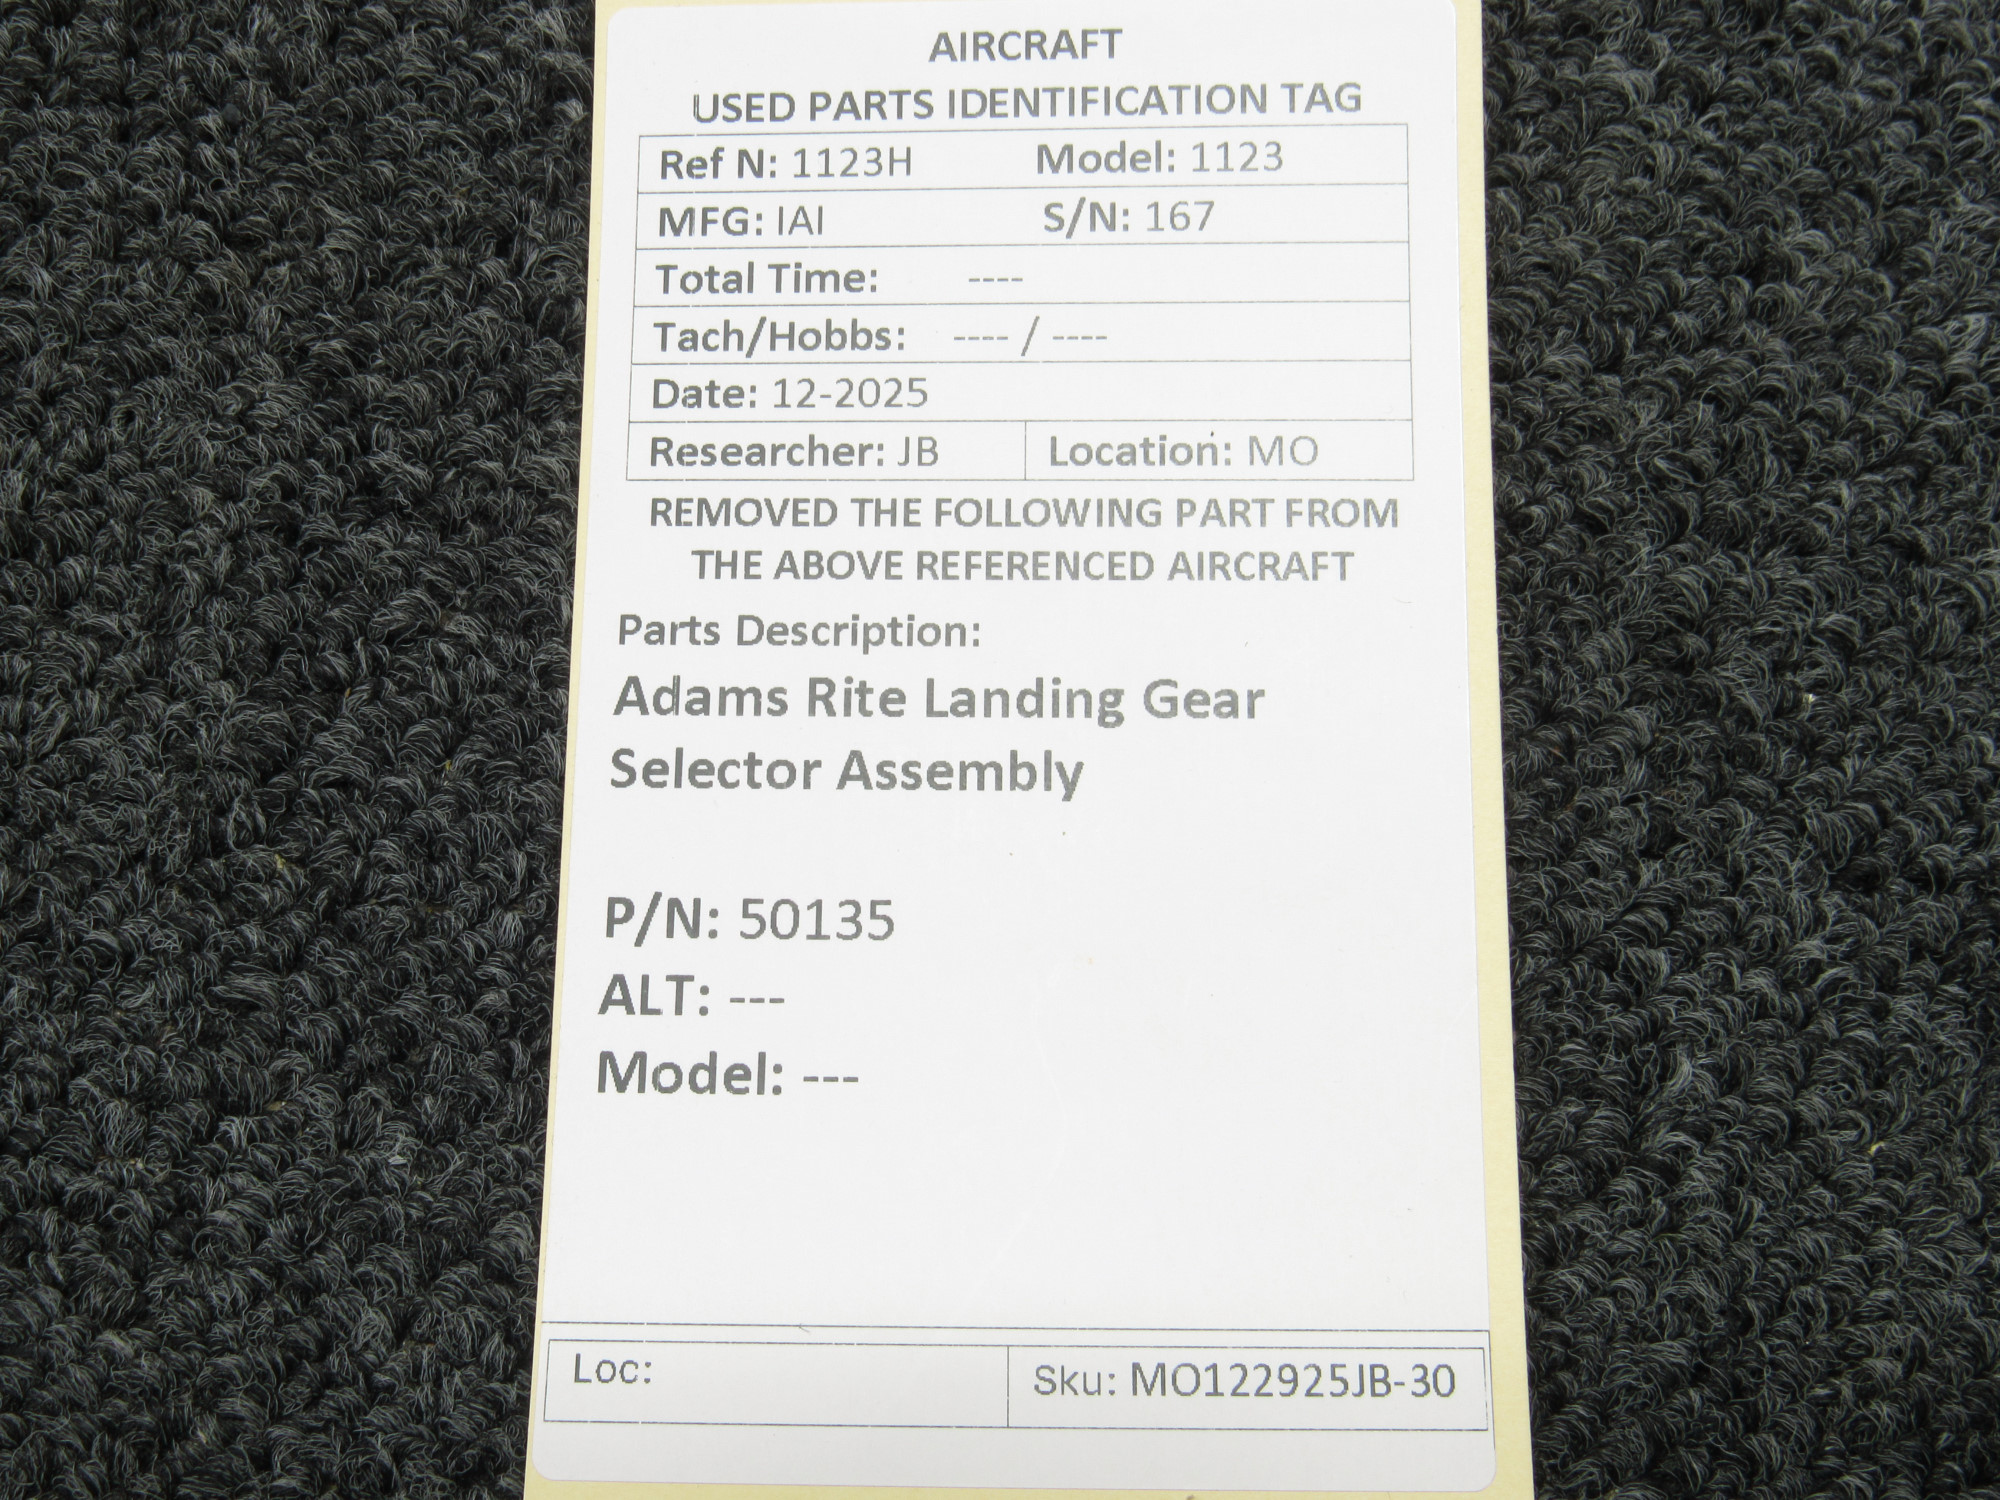 AIRCRAFT
USED PARTS IDENTIFICATION TAG
Ref N: 1123H Model: 1123
MFG: IAI S/N: 167
Total Time: ----
Tach/Hobbs: ---- / ----
Date: 12-2025
Researcher: JB Location: MO
REMOVED THE FOLLOWING PART FROM
THE ABOVE REFERENCED AIRCRAFT
Parts Description:
Adams Rite Landing Gear
Selector Assembly
P/N: 50135
ALT: ---
Model: ---
Loc: Sku: MO122925JB-30